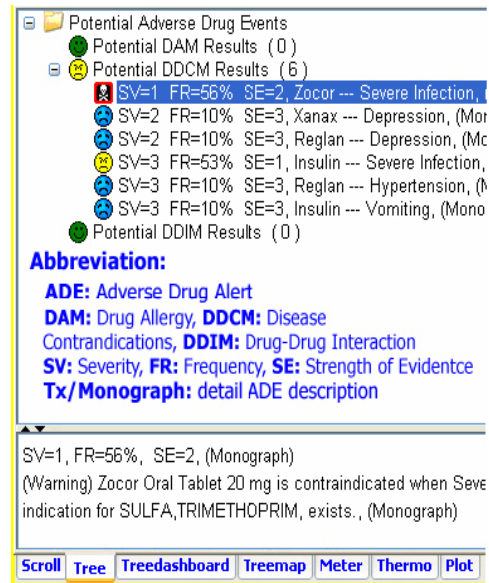 Potential Adverse Drug Events
Potential DAM Results (0)
Potential DDCM Results (6)
SV=1 FR=56% SE=2, Zocor --- Severe Infection,
SV=2 FR=10% SE=3, Xanax --- Depression, (Mor
SV=2 FR=10% SE=3, Reglan --- Depression, (Mo
SV=3 FR=53% SE=1, Insulin --- Severe Infection,
SV=3 FR=10% SE=3, Reglan --- Hypertension, (M
SV=3 FR=10% SE=3, Insulin --- Vomiting, (Mono
Potential DDIM Results (0)
Abbreviation:
ADE: Adverse Drug Alert
DAM: Drug Allergy, DDCM: Disease
Contrandications, DDIM: Drug-Drug Interaction
SV: Severity, FR: Frequency, SE: Strength of Evidentce
Tx/Monograph: detail ADE description
SV=1, FR=56%, SE=2, (Monograph)
(Warning) Zocor Oral Tablet 20 mg is contraindicated when Seve
indication for SULFA,TRIMETHOPRIM, exists., (Monograph)
Scroll Tree Treedashboard Treemap Meter Thermo Plot